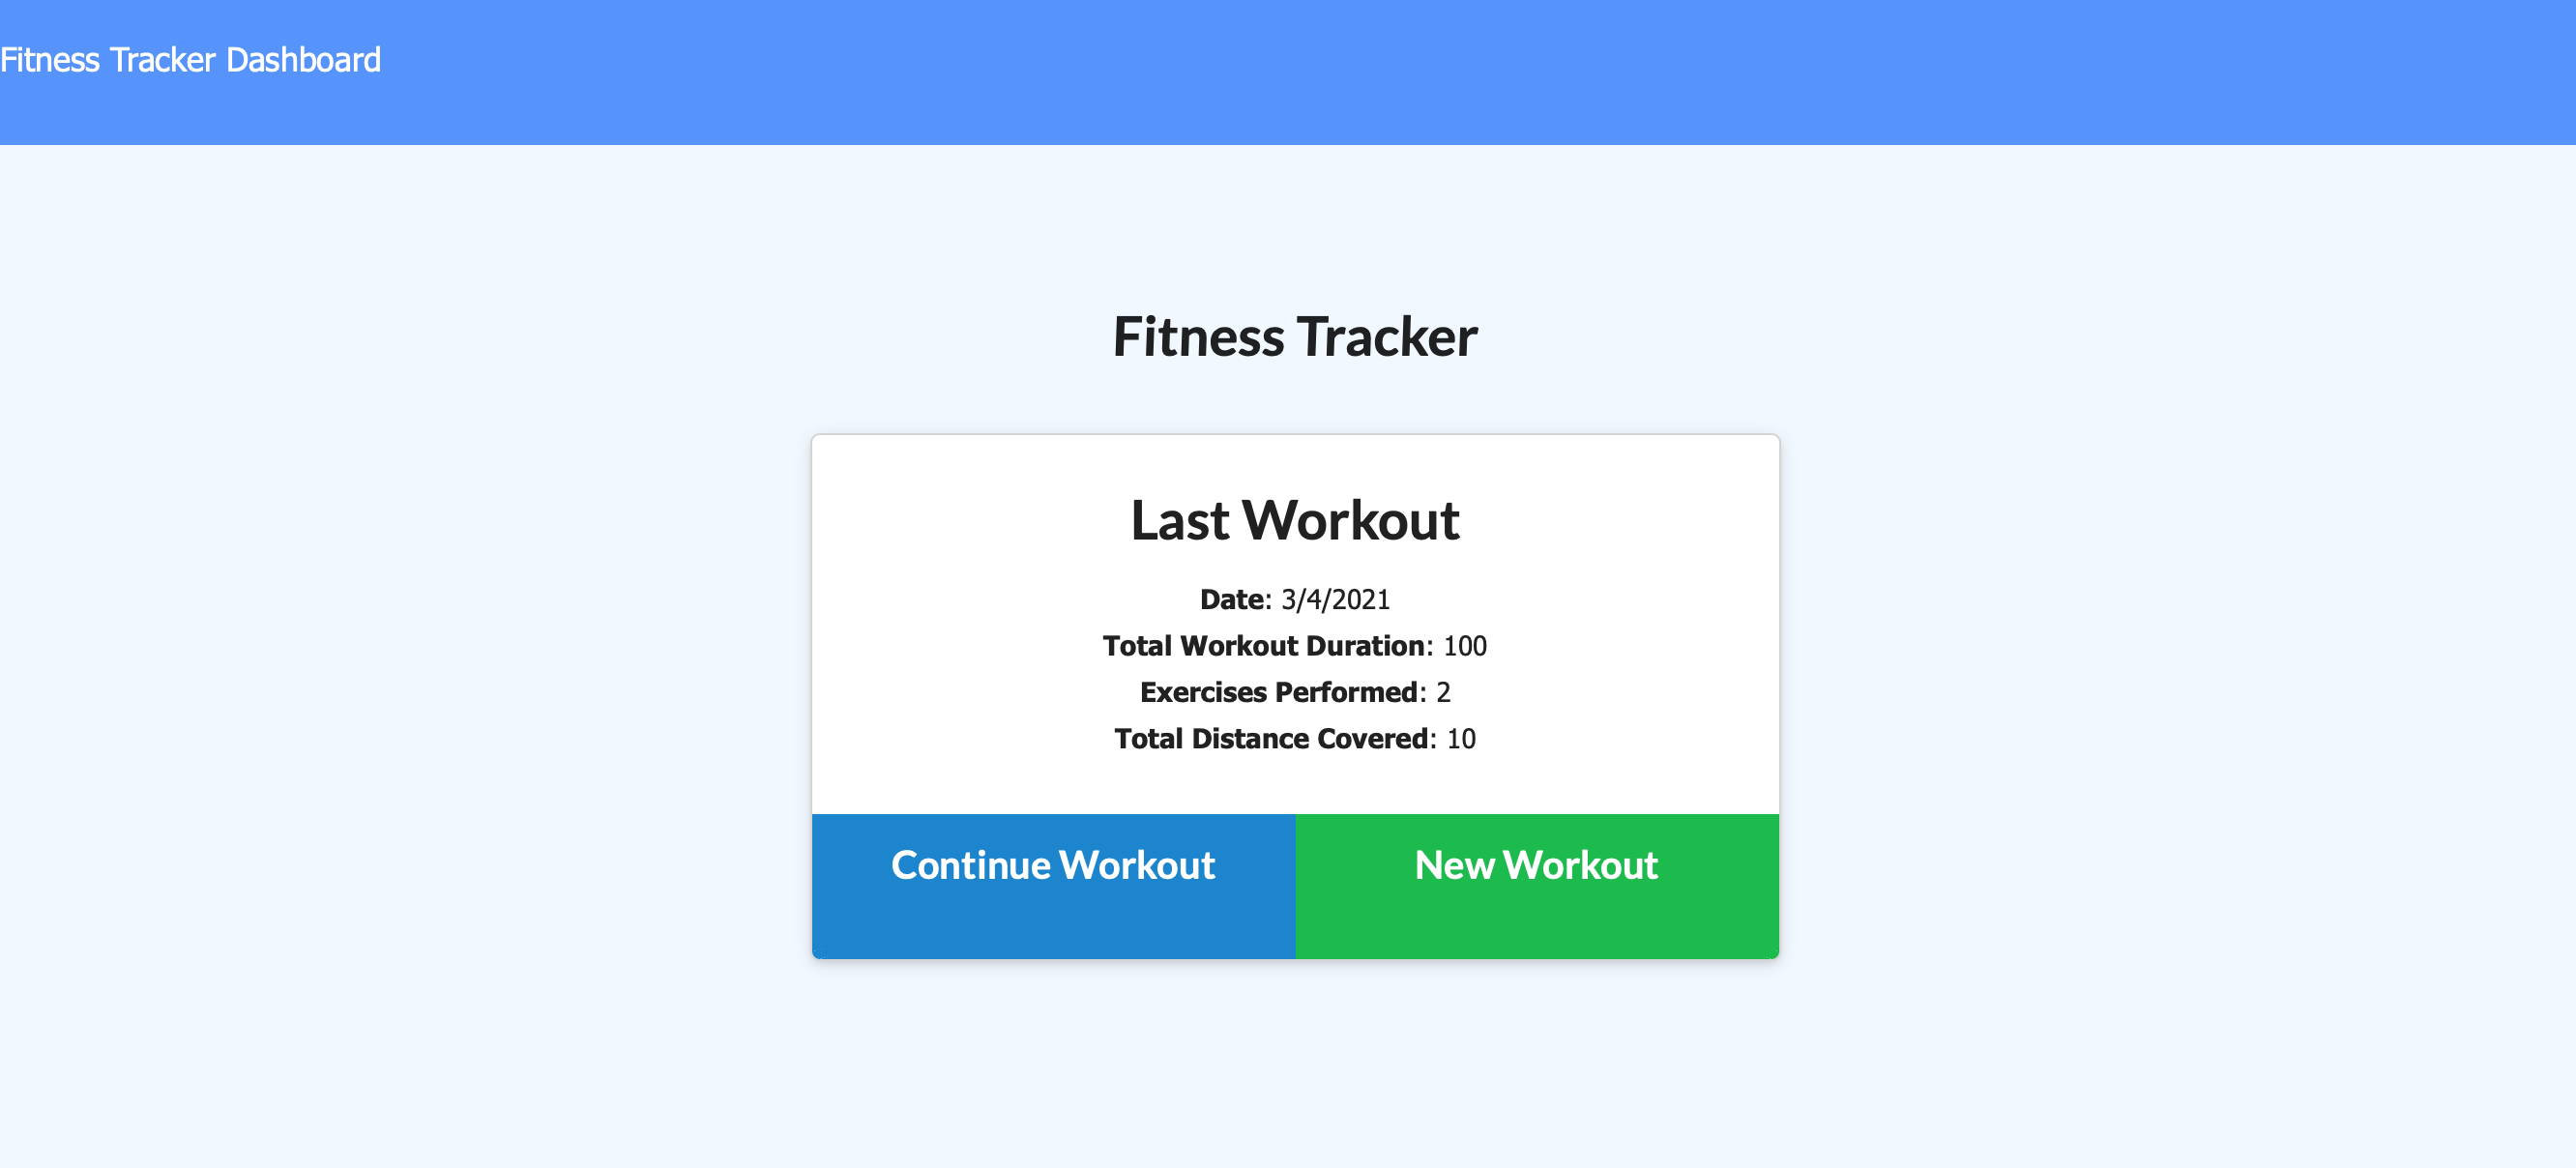 Fitness Tracker Dashboard
Fitness Tracker
Last Workout
Date: 3/4/2021
Total Workout Duration: 100
Exercises Performed: 2
Total Distance Covered: 10
Continue Workout
New Workout